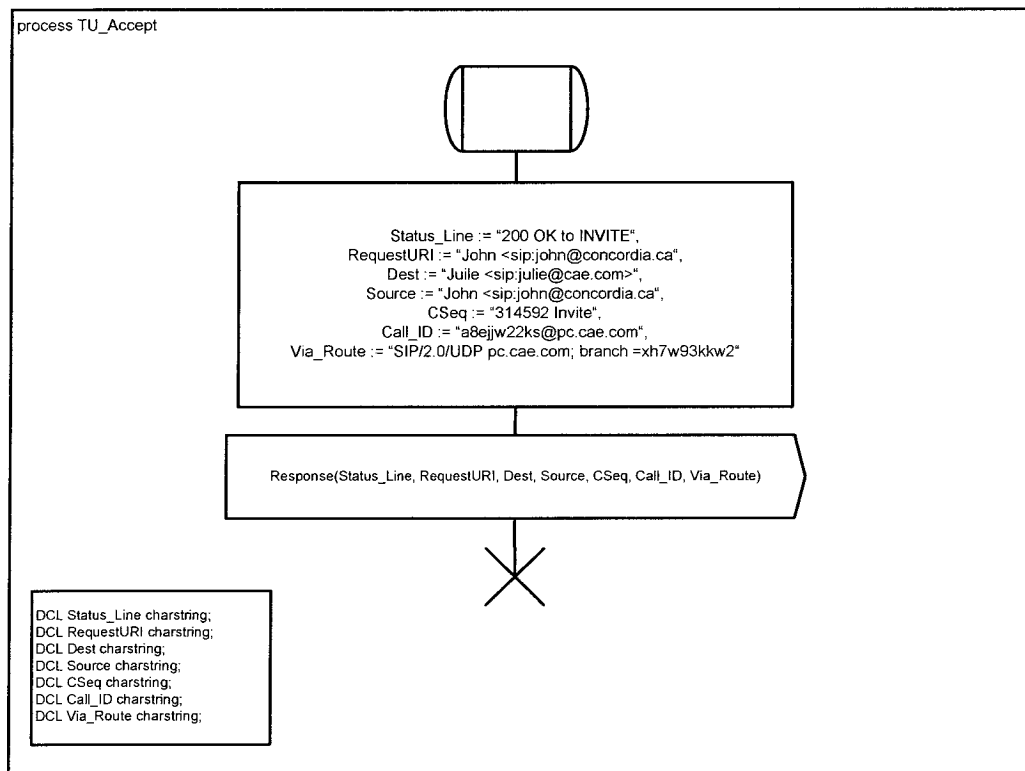 process TU_Accept
Status_Line := “200 OK to INVITE“,
RequestURI := “John <sip:john@concordia.ca“,
Dest := “Juile <sip:julie@cae.com>“,
Source := “John <sip:john@concordia.ca“,
CSeq := “314592 Invite“,
Call_ID := “a8ejjw22ks@pc.cae.com“,
Via_Route := “SIP/2.0/UDP pc.cae.com; branch =xh7w93kkw2“
Response(Status_Line, RequestURI, Dest, Source, CSeq, Call_ID, Via_Route)
DCL Status_Line charstring;
DCL RequestURI charstring;
DCL Dest charstring;
DCL Source charstring;
DCL CSeq charstring;
DCL Call_ID charstring;
DCL Via_Route charstring;